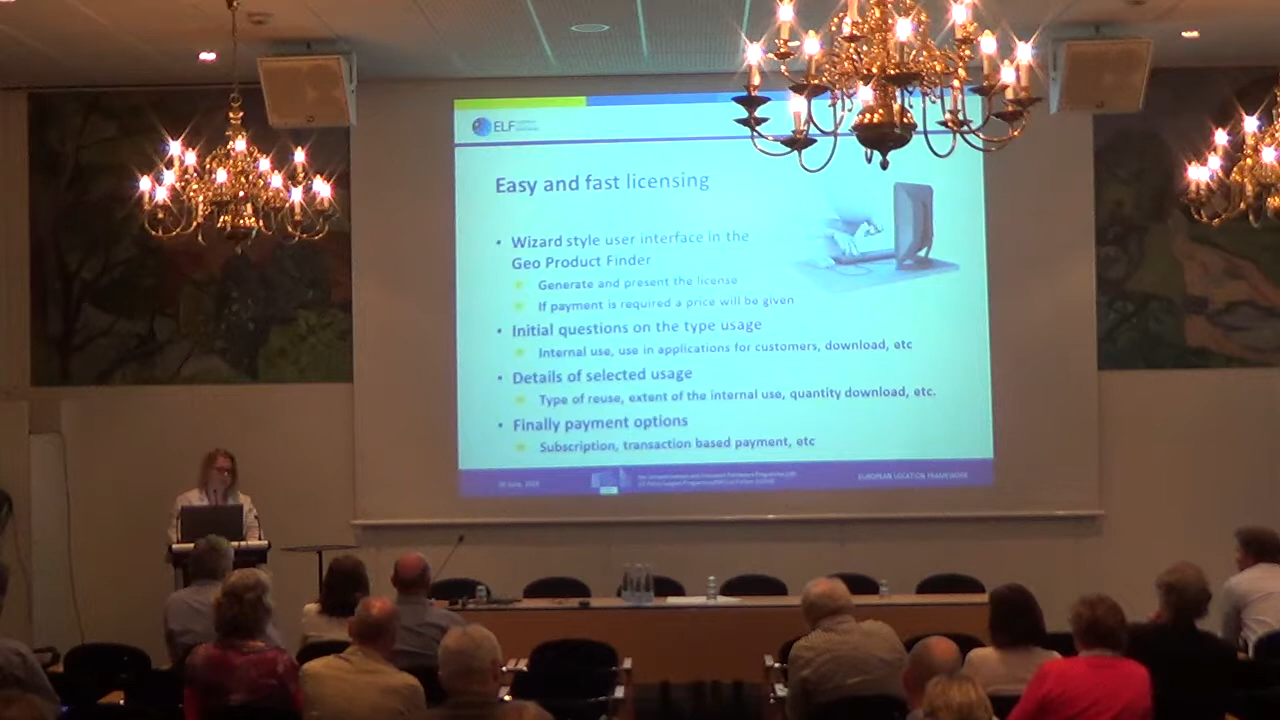 ELF
Easy and fast licensing
• Wizard style user interface in the
Geo Product Finder
Generate and present the license
If payment is required a price will be given
• Initial questions on the type usage
Internal use, use in applications for customers, download, etc
• Details of selected usage
Type of reuse, extent of the internal use, quantity download, etc.
• Finally payment options
Subscription, transaction based payment, etc
EUROPEAN LOCATION FRAMEWORK